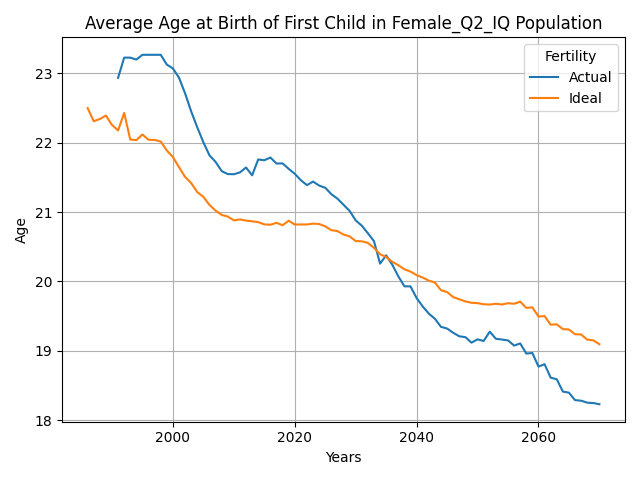 Average Age at Birth of First Child in Female_Q2_IQ Population
Fertility
Actual
Ideal
Age
23
22
21
20
19
18
2000
2020
2040
2060
Years